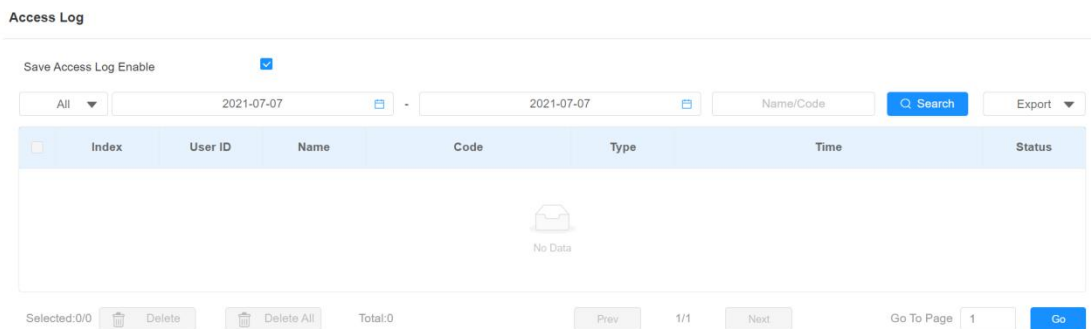 Access Log
Save Access Log Enable
All 2021-07-07 - 2021-07-07 Name/Code Search Export
Index User ID Name Code Type Time Status
No Data
Selected:0/0 Delete Delete All Total:0 Prev 1/1 Next Go To Page 1 Go